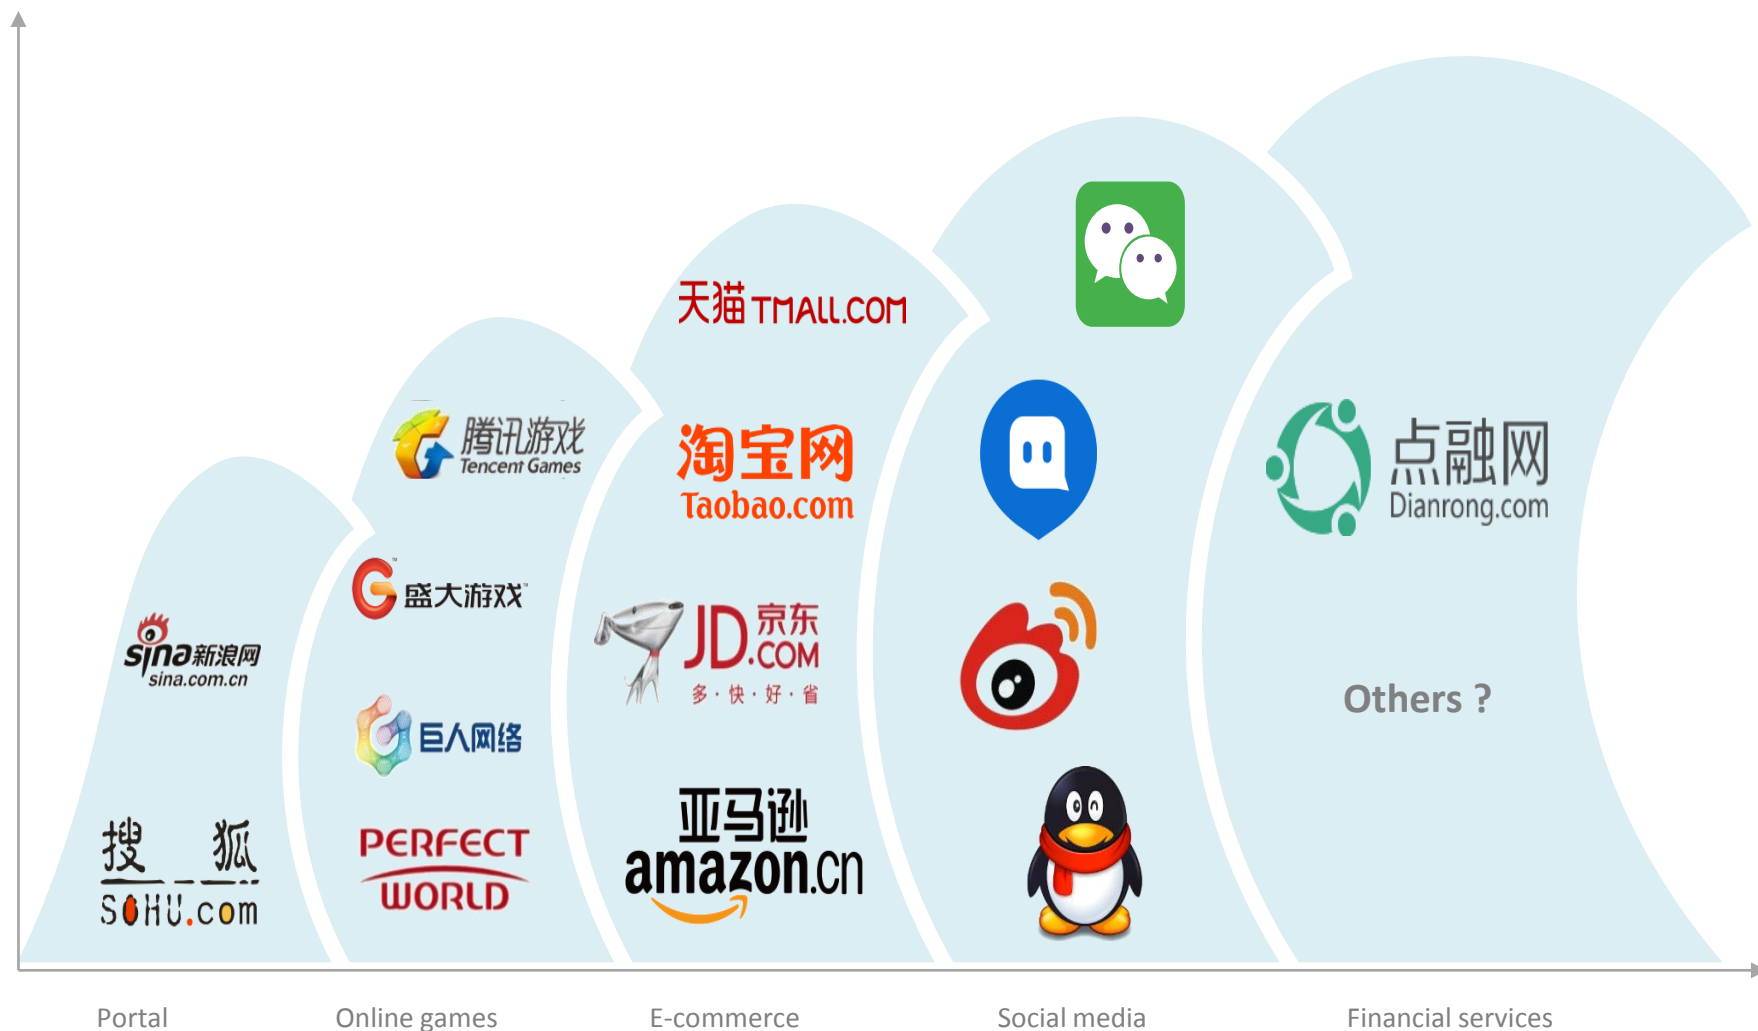 sina新浪网
sina.com.cn
搜狐
SOHU.com
腾讯游戏
Tencent Games
盛大游戏
巨人网络
PERFECT
WORLD
天猫 TMALL.COM
淘宝网
Taobao.com
JD京东
.COM
多·快·好·省
亚马逊
amazon.cn
点融网
Dianrong.com
Others ?
Portal
Online games
E-commerce
Social media
Financial services